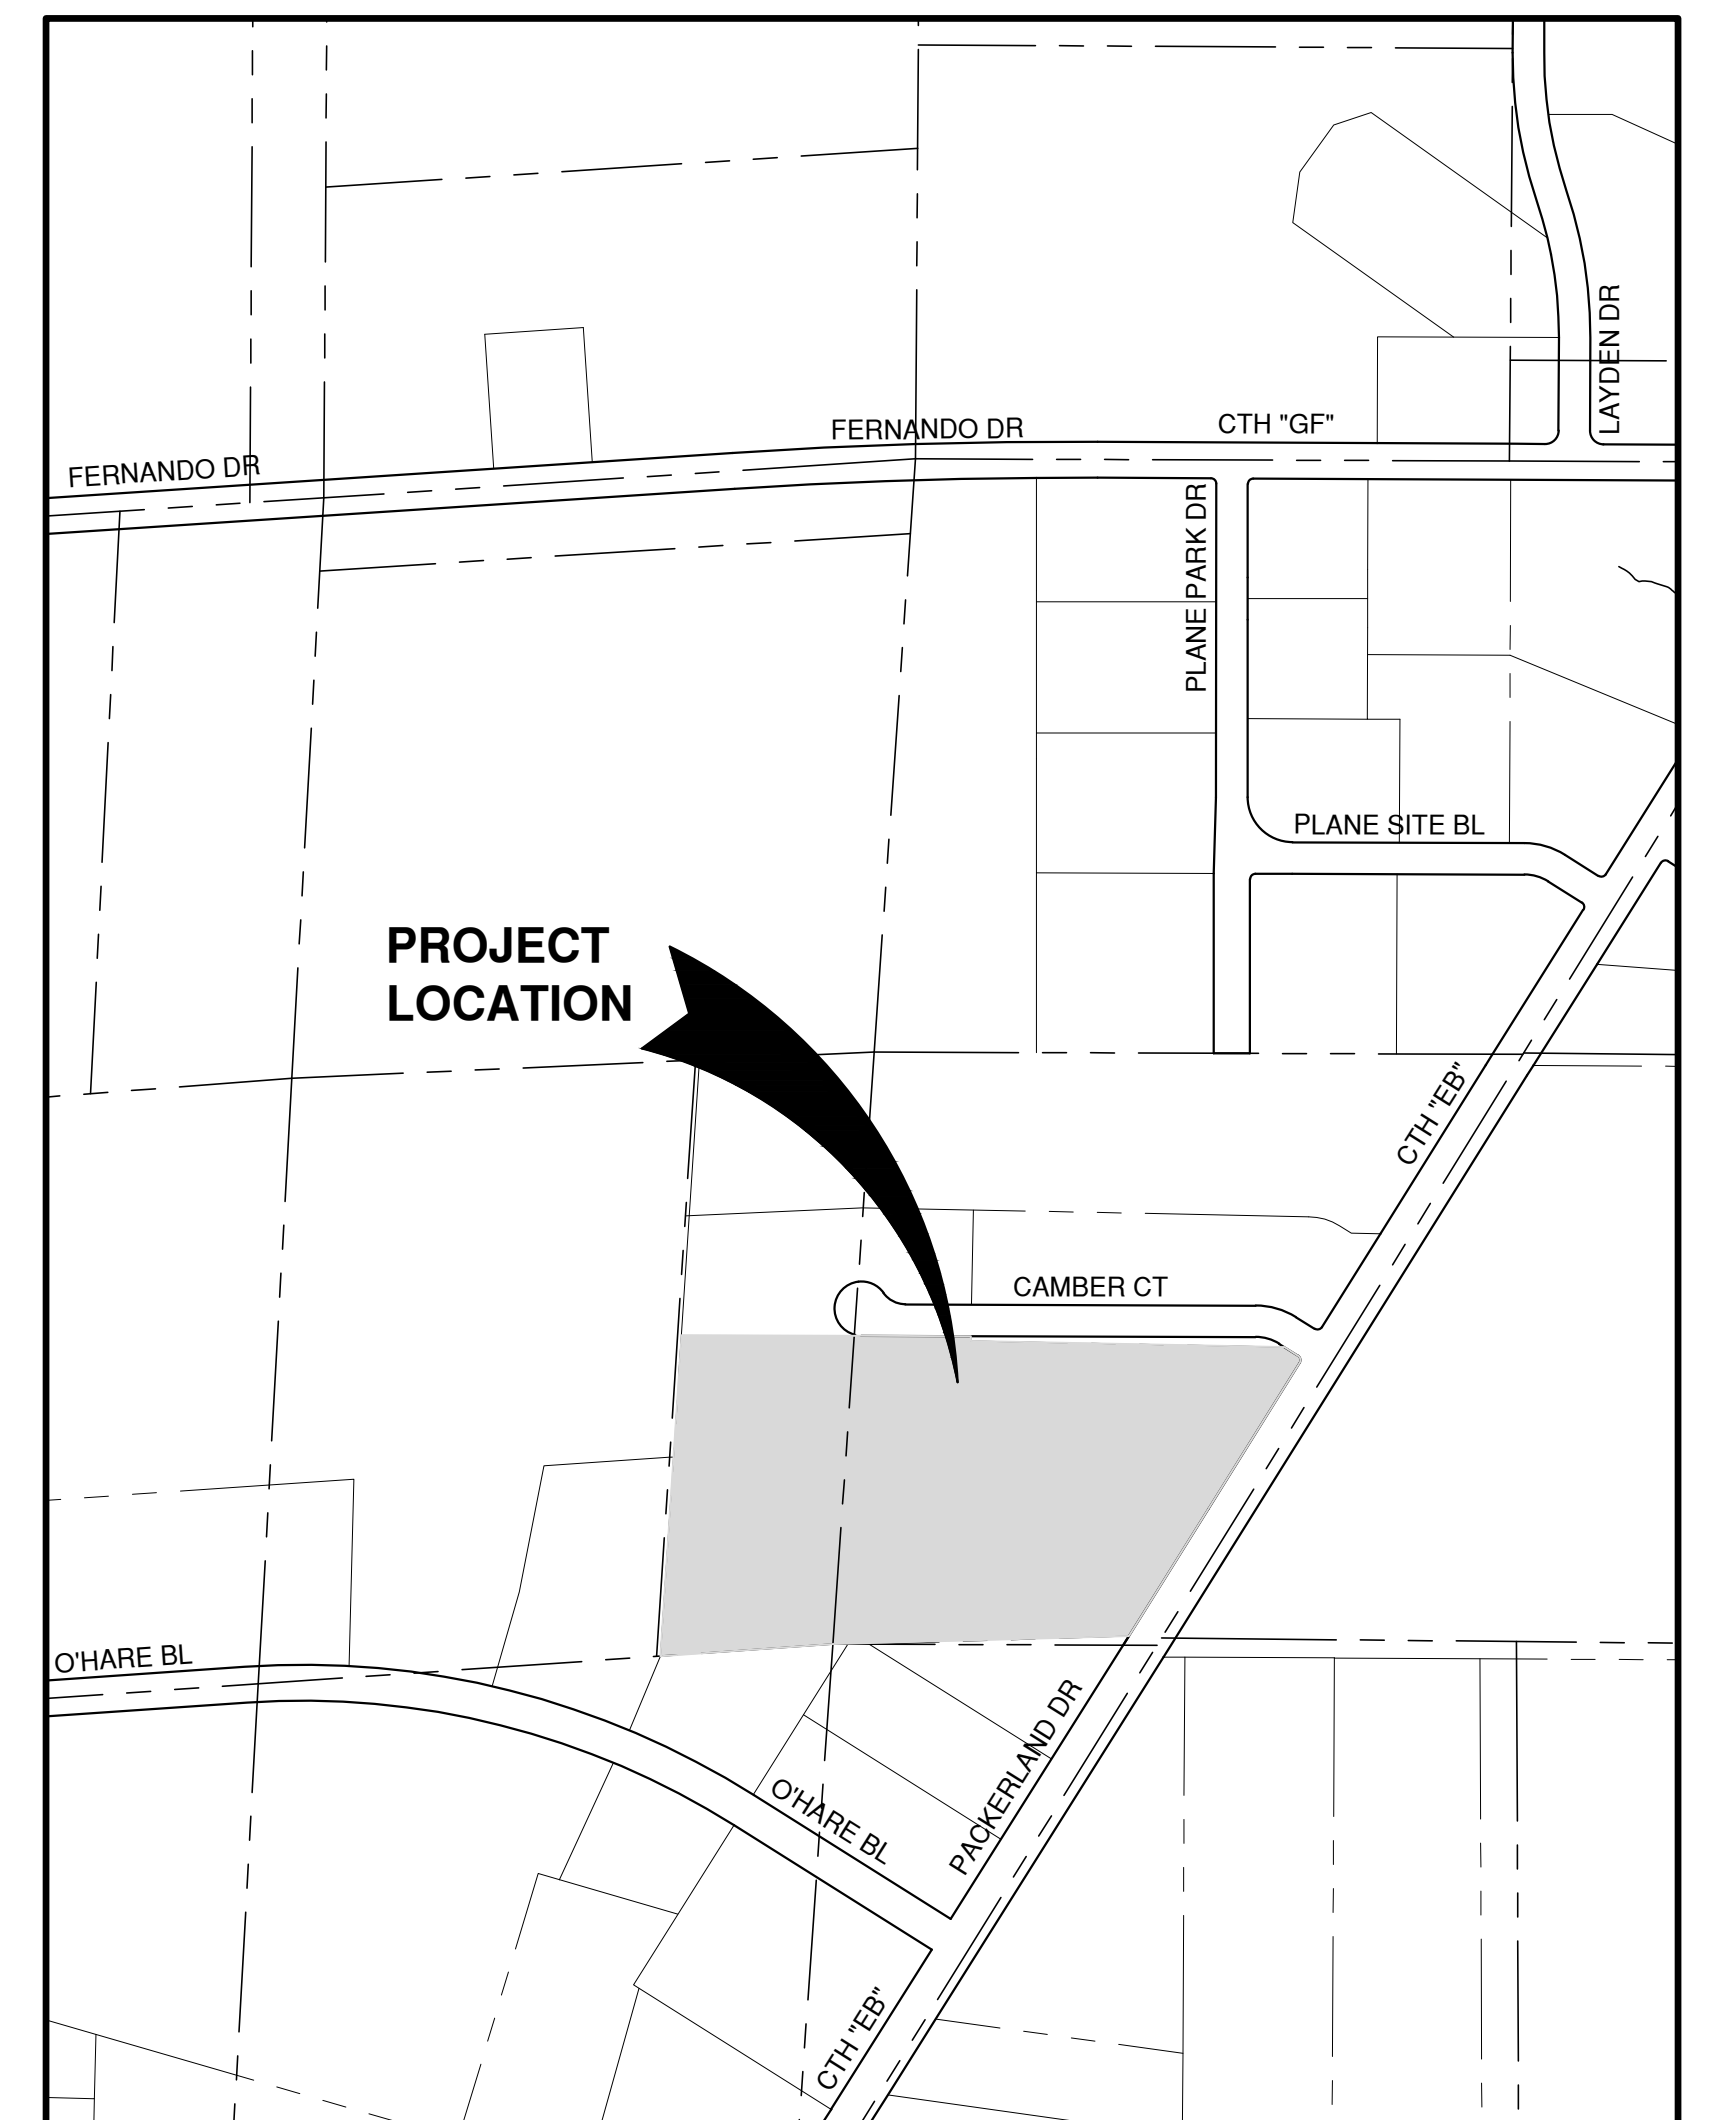 LAYDEN DR
FERNANDO DR
CTH "GF"
FERNANDO DR
PLANE PARK DR
PLANE SITE BL
PROJECT
LOCATION
CTH "EB"
CAMBER CT
O'HARE BL
PACKERLAND DR
O'HARE BL
CTH "EB"